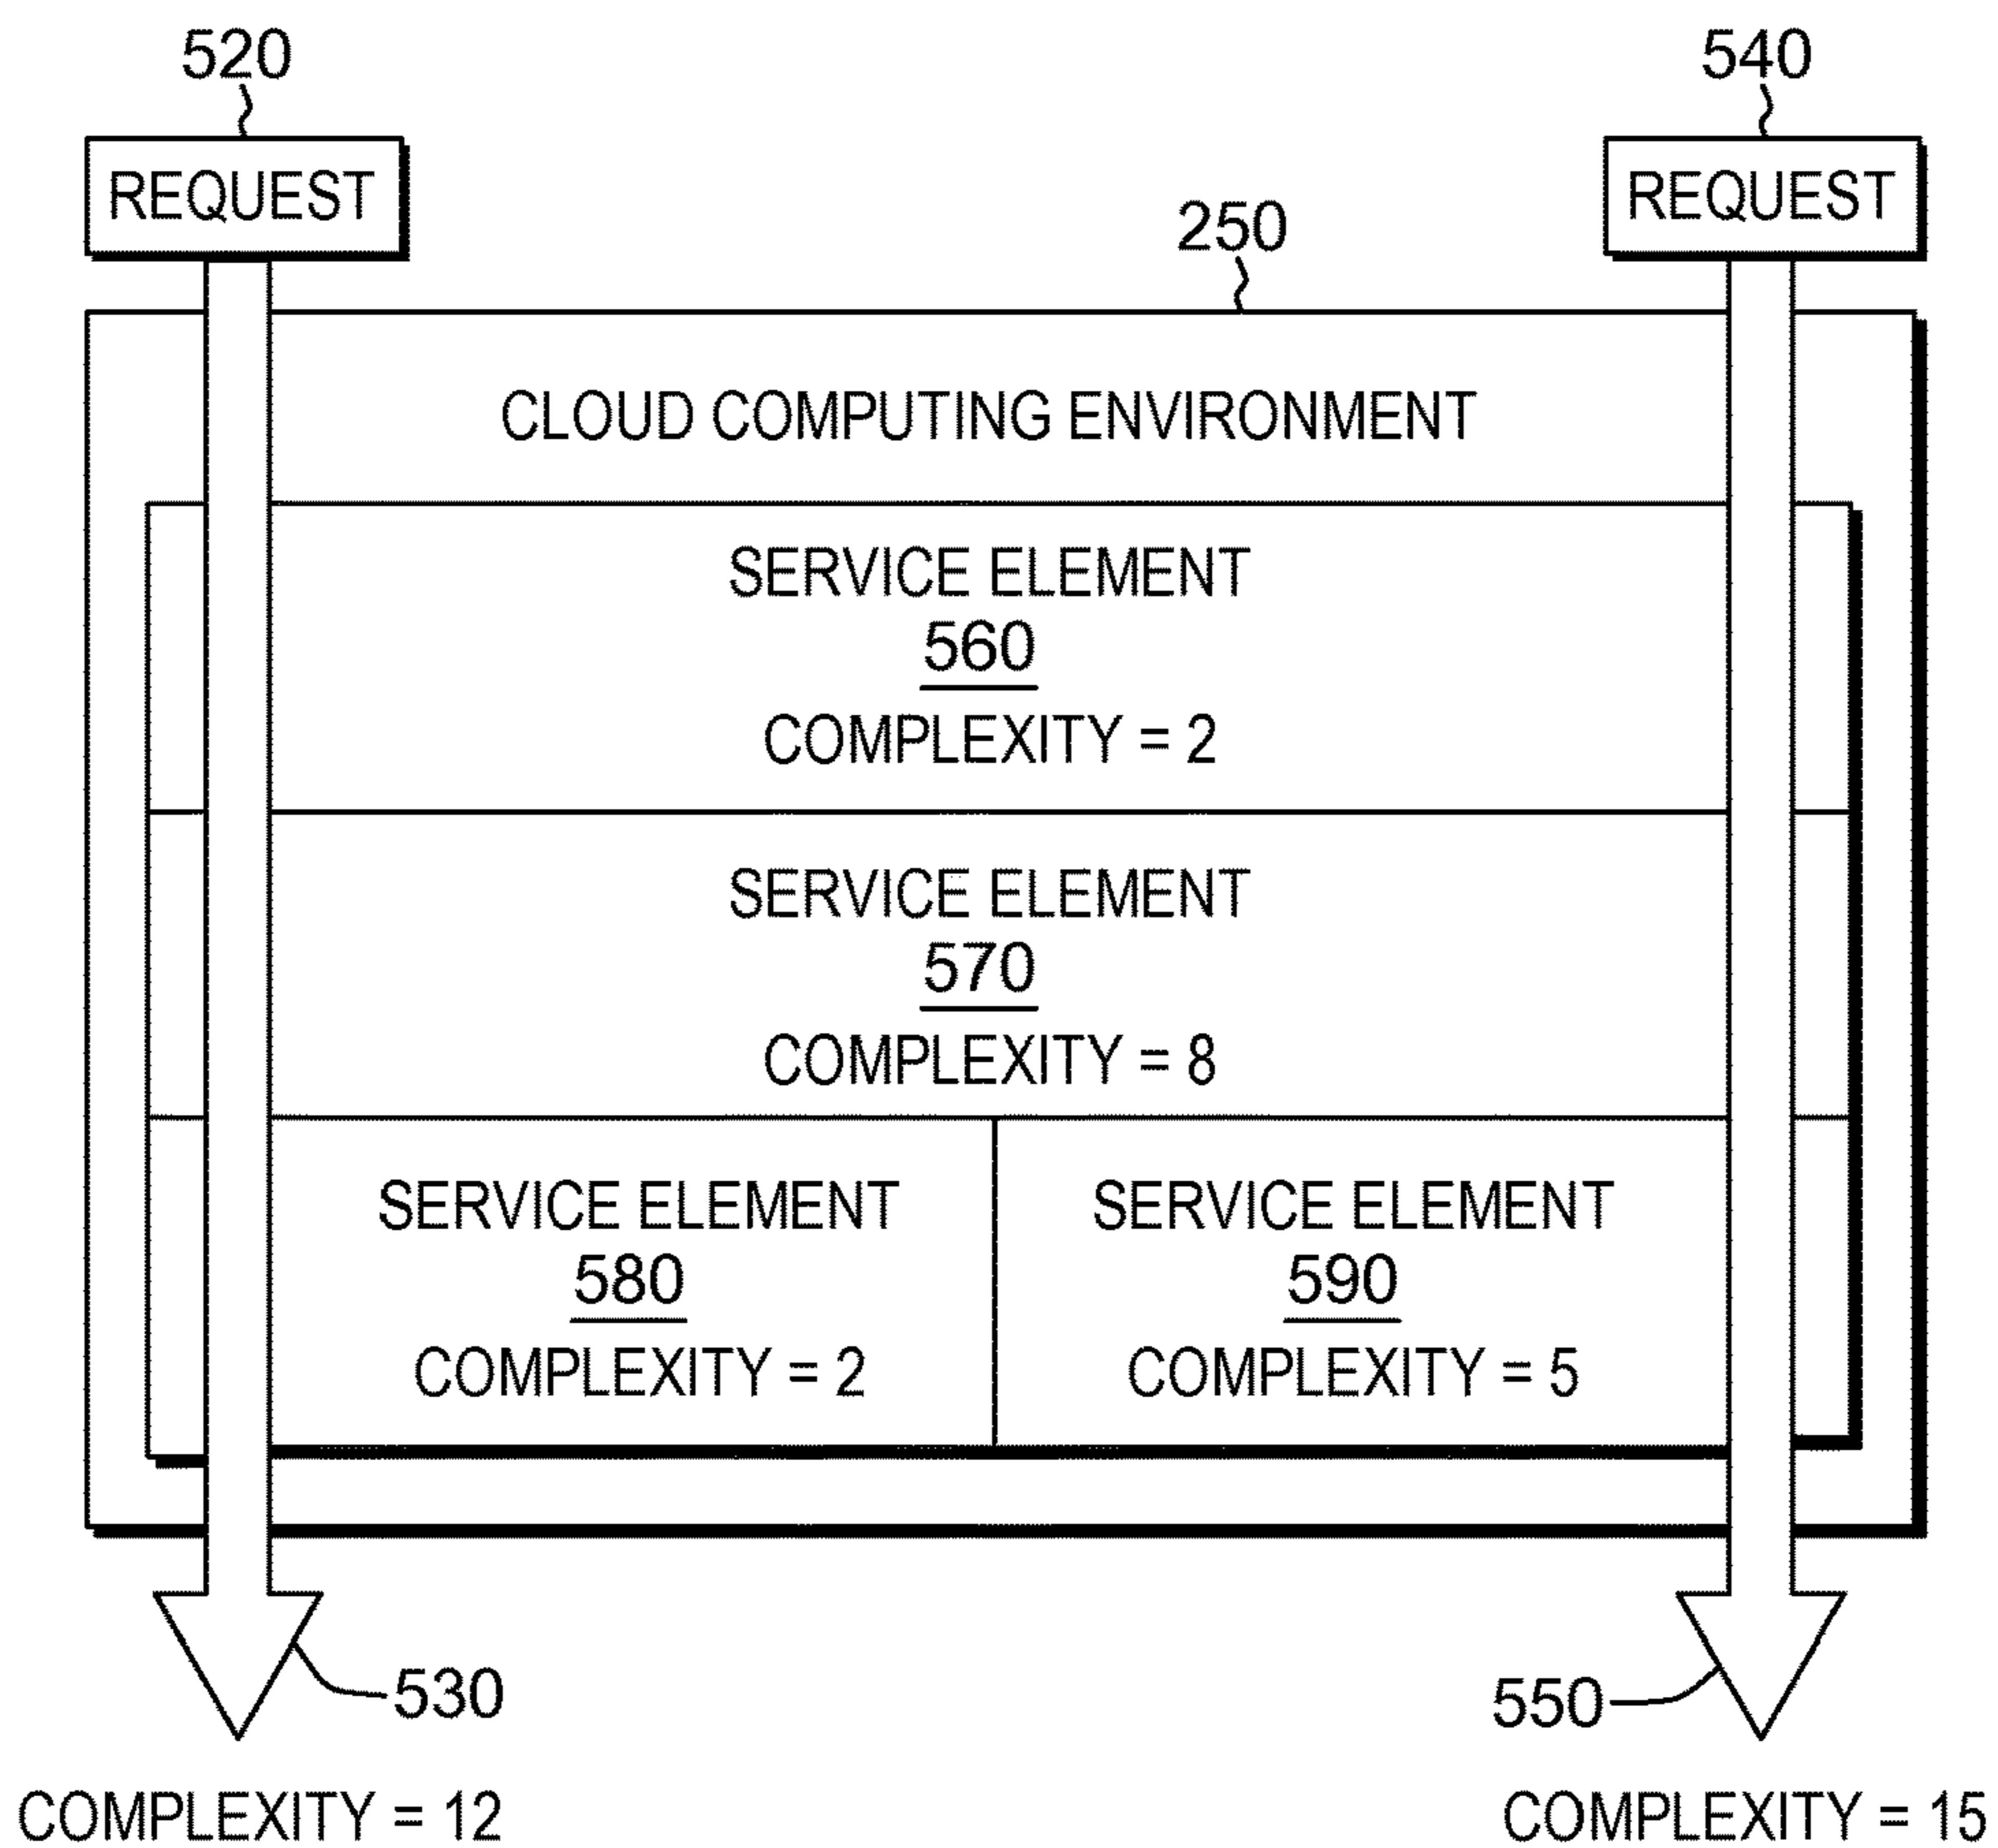 520
540
REQUEST
REQUEST
250
CLOUD COMPUTING ENVIRONMENT
SERVICE ELEMENT
560
COMPLEXITY = 2
SERVICE ELEMENT
570
COMPLEXITY = 8
SERVICE ELEMENT
580
COMPLEXITY = 2
SERVICE ELEMENT
590
COMPLEXITY = 5
530
550
COMPLEXITY = 12
COMPLEXITY = 15